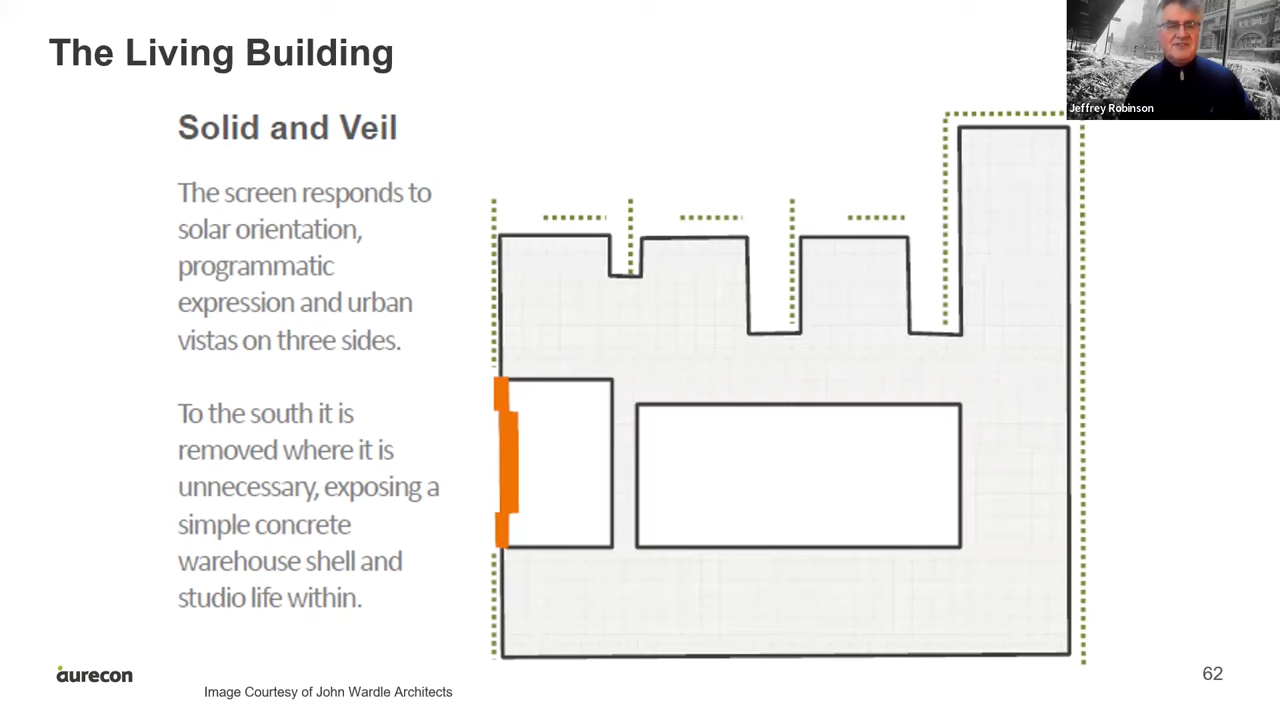 The Living Building
Jeffrey Robinson
Solid and Veil
The screen responds to
solar orientation,
programmatic
expression and urban
vistas on three sides.
To the south it is
removed where it is
unnecessary, exposing a
simple concrete
warehouse shell and
studio life within.
aurecon
Image Courtesy of John Wardle Architects
62